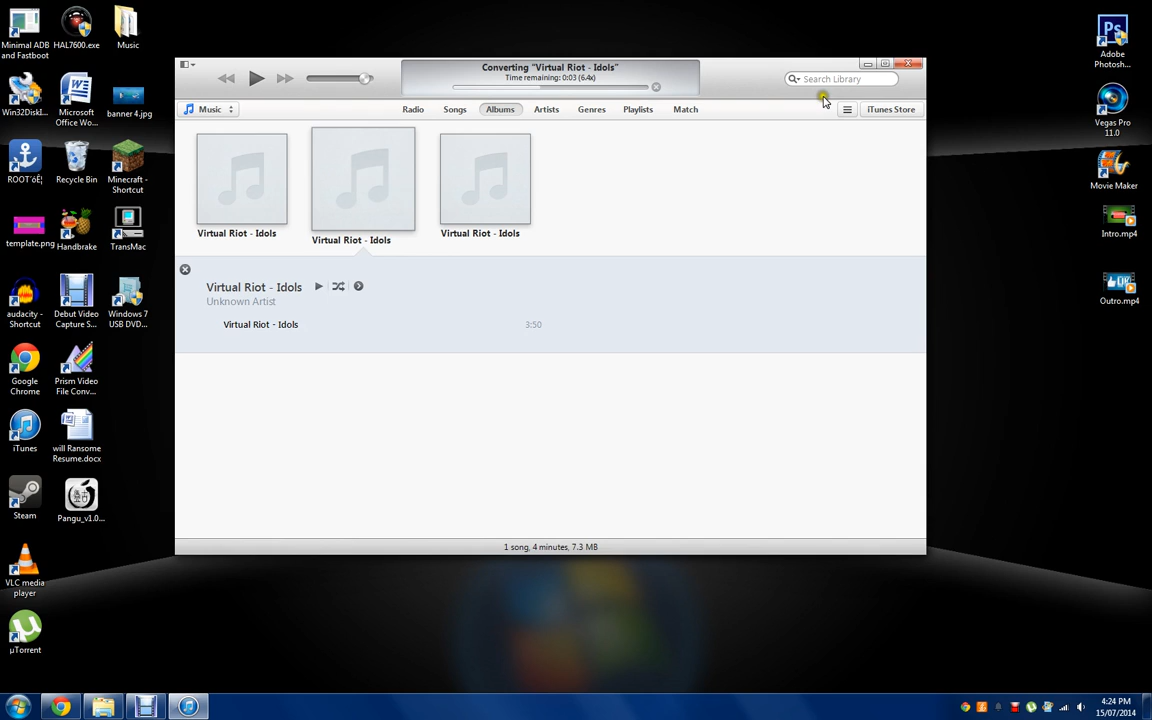 Minimal ADB and Fastboot
HAL7600.exe
Music
Win32DiskI...
Microsoft Office Wo...
banner 4.jpg
Recycle Bin
Minecraft - Shortcut
template.png
Handbrake
TransMac
audacity - Shortcut
Debut Video Capture S...
Windows 7 USB DVD...
Google Chrome
Prism Video File Conv...
iTunes
will Ransome Resume.docx
Steam
Pangu_v1.0...
VLC media player
µTorrent
Converting "Virtual Riot - Idols"
Time remaining: 0:03 (6.4x)
Search Library
Music
Radio
Songs
Albums
Artists
Genres
Playlists
Match
iTunes Store
Virtual Riot - Idols
Virtual Riot - Idols
Virtual Riot - Idols
Virtual Riot - Idols
Unknown Artist
Virtual Riot - Idols 3:50
1 song, 4 minutes, 7.3 MB
Adobe Photosh...
Ps
Vegas Pro 11.0
Movie Maker
Intro.mp4
Outro.mp4
4:24 PM
15/07/2014